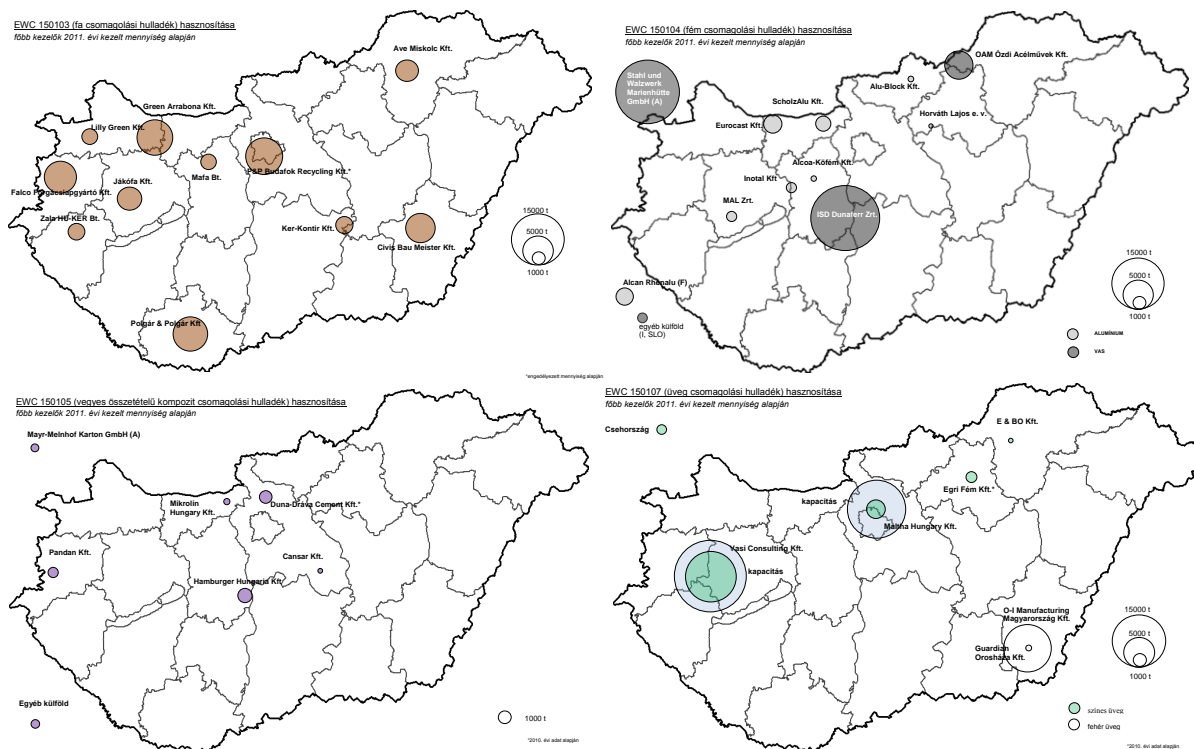 EWC 150103 (fa csomagolási hulladék) hasznosítása
főbb kezelők 2011. évi kezelt mennyiség alapján
Ave Miskolc Kft.
Green Arrabona Kft.
Lilly Green Kft.
Mafa Bt.
PSP Budafok Recycling Kft.*
Falco Forgácslapgyártó Kft.
Jákófa Kft.
Zala HU-KER Bt.
Ker-Kontir Kft.
Civis Bau Meister Kft.
Polgár & Polgár Kft
15000 t
5000 t
1000 t
*engedélyezett mennyiség alapján
EWC 150104 (fém csomagolási hulladék) hasznosítása
főbb kezelők 2011. évi kezelt mennyiség alapján
Stahl und
Walzwerk
Marienhütte
GmbH (A)
OAM Ózdi Acélművek Kft.
Alu-Block Kft.
ScholzAlu Kft.
Eurocast Kft.
Horváth Lajos e. v.
Alcoa-Köfém Kft.
Inotal Kft
MAL Zrt.
ISD Dunaferr Zrt.
Alcan Rhenalu (F)
egyéb külföld
(I, SLO)
15000 t
5000 t
1000 t
ALUMÍNIUM
VAS
EWC 150105 (vegyes összetételű kompozit csomagolási hulladék) hasznosítása
főbb kezelők 2011. évi kezelt mennyiség alapján
Mayr-Melnhof Karton GmbH (A)
Mikrolin
Hungary Kft.
Duna-Dráva Cement Kft.*
Pandan Kft.
Cansar Kft.
Hamburger Hungária Kft
Egyéb külföld
1000 t
*2010. évi adat alapján
EWC 150107 (üveg csomagolási hulladék) hasznosítása
főbb kezelők 2011. évi kezelt mennyiség alapján
Csehország
E & BO Kft.
Egri Fém Kft.*
kapacitás
Maltha Hungary Kft.
Vasi Consulting Kft.
kapacitás
O-I Manufacturing
Magyarország Kft.
Guardian
Orosháza Kft.
15000 t
5000 t
1000 t
színes üveg
fehér üveg
*2010. évi adat alapján